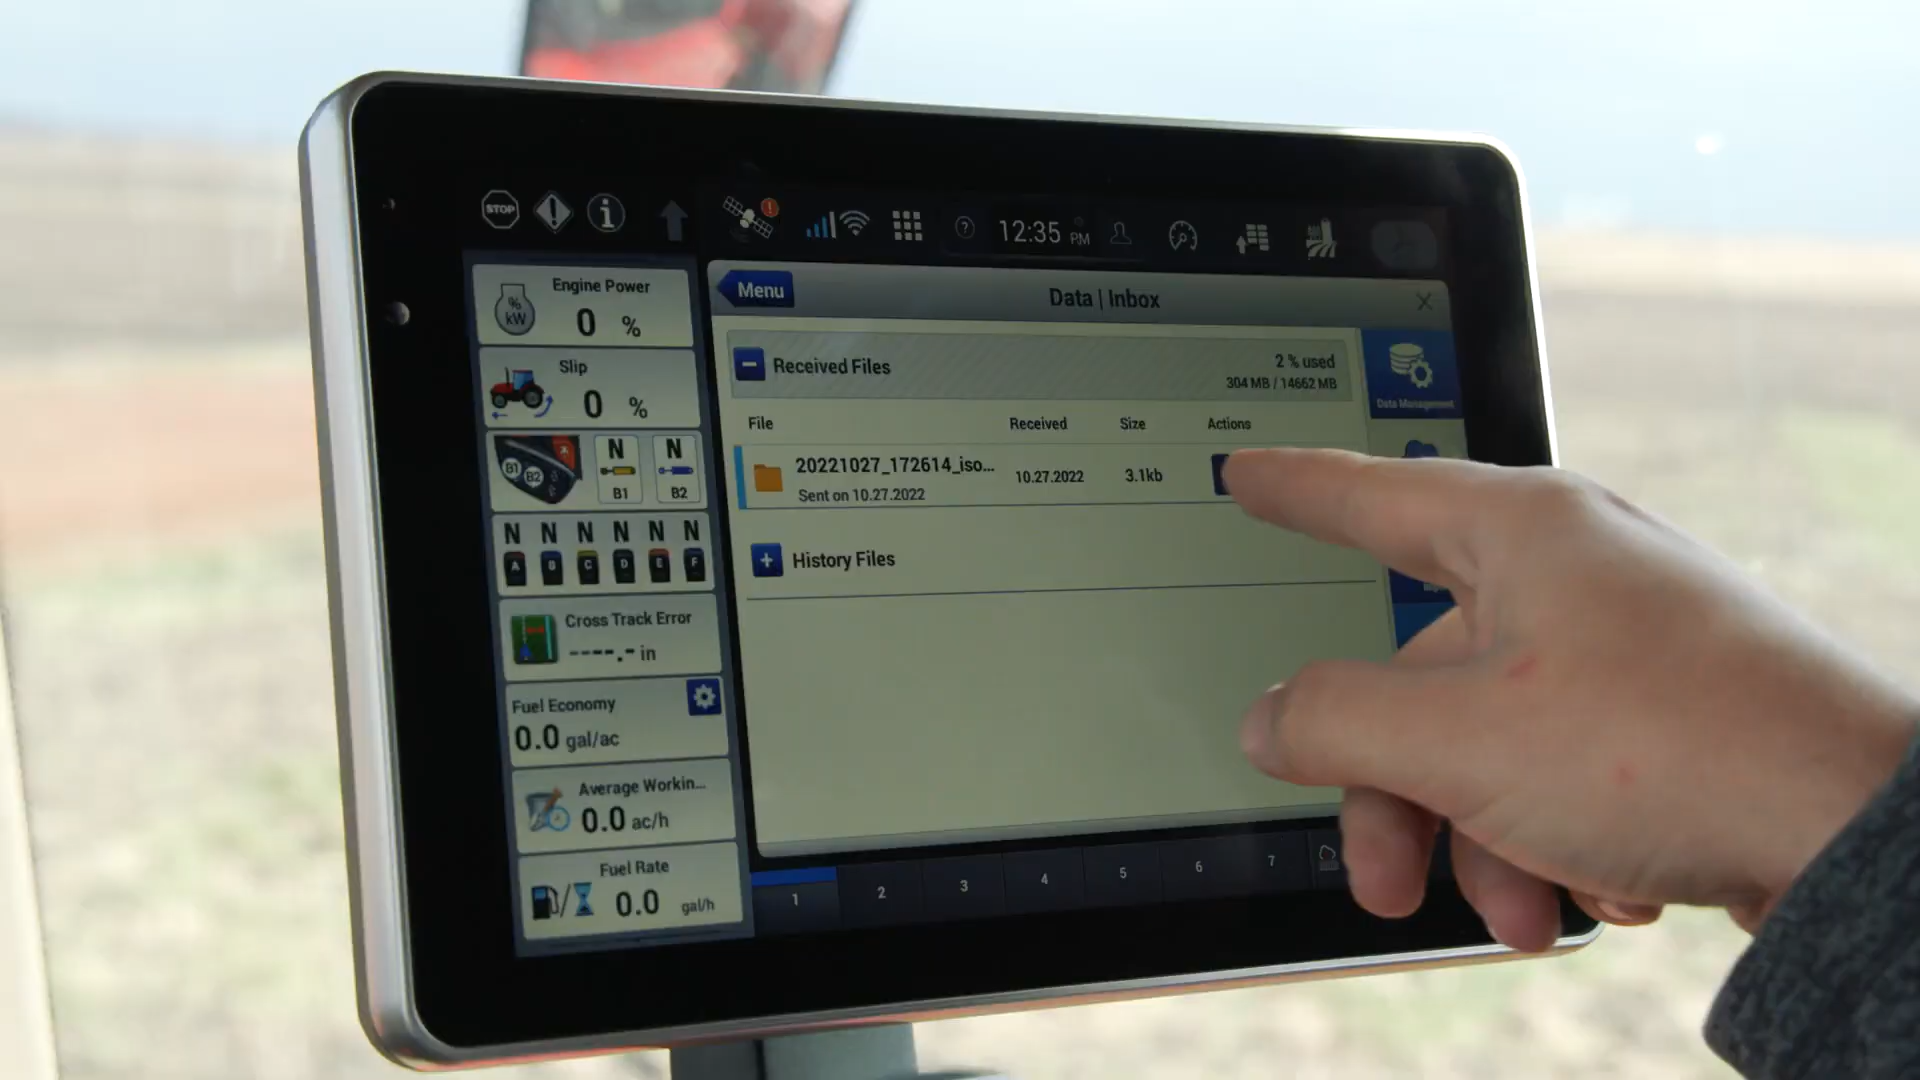 STOP
12:35 PM
Engine Power
% kW
0 %
Slip
0 %
B1 B2
N N
B1 B2
N N N N N N
A B C D E F
Cross Track Error
----.- in
Fuel Economy
0.0 gal/ac
Average Workin...
0.0 ac/h
Fuel Rate
0.0 gal/h
Menu
Data | Inbox
Received Files
2 % used
304 MB / 14662 MB
File Received Size Actions
20221027_172614_iso...
Sent on 10.27.2022
10.27.2022
3.1kb
History Files
Data Management
1 2 3 4 5 6 7